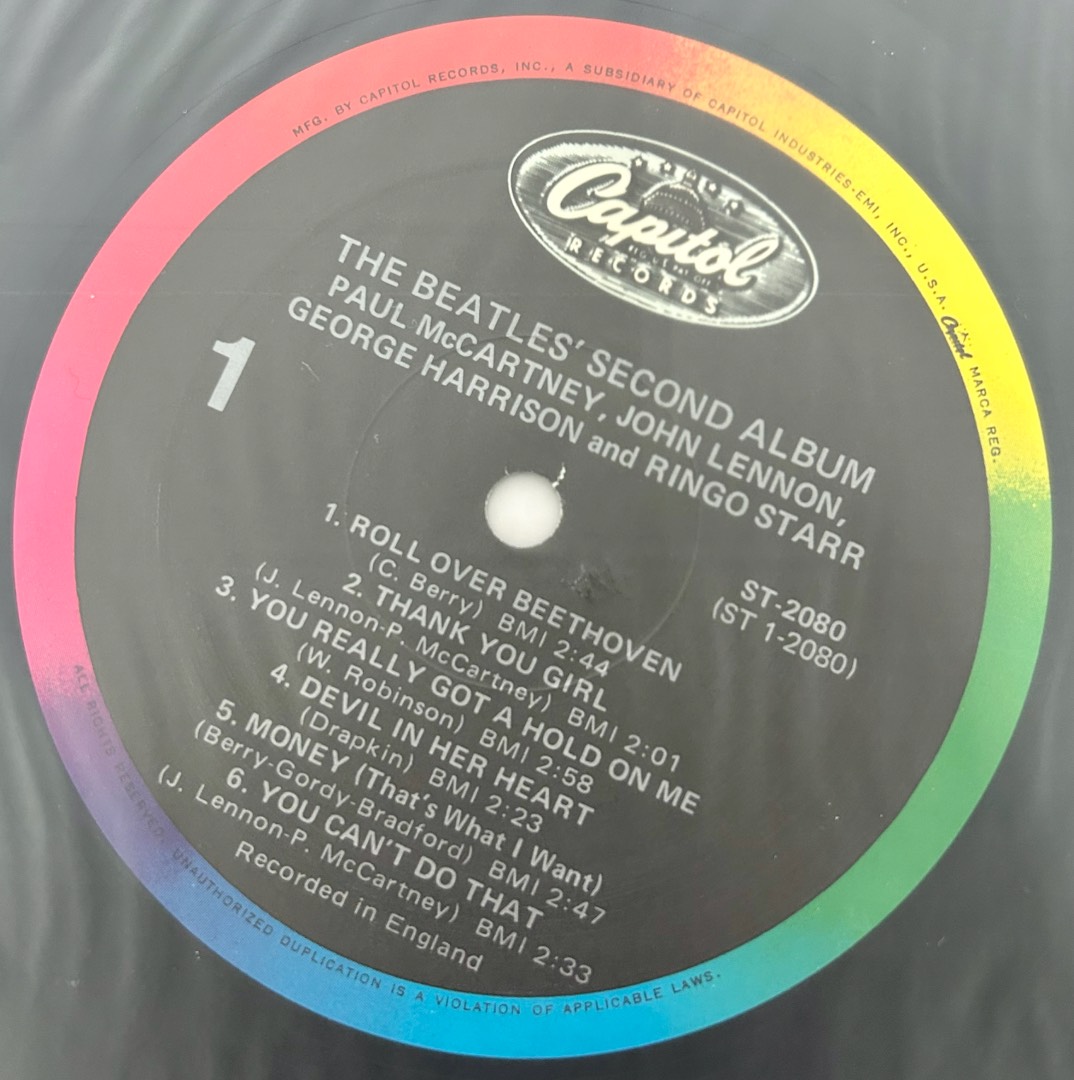 MFG. BY CAPITOL RECORDS, INC., A SUBSIDIARY OF CAPITOL INDUSTRIES-EMI, INC., U.S.A. Capitol MARCA REG.
Capitol
RECORDS
THE BEATLES' SECOND ALBUM
PAUL McCARTNEY, JOHN LENNON,
GEORGE HARRISON and RINGO STARR
1
ST-2080
(ST 1-2080)
1. ROLL OVER BEETHOVEN
(C. Berry) BMI 2:44
2. THANK YOU GIRL
(J. Lennon-P. McCartney) BMI 2:01
3. YOU REALLY GOT A HOLD ON ME
(W. Robinson) BMI 2:58
4. DEVIL IN HER HEART
(Drapkin) BMI 2:23
5. MONEY (That's What I Want)
(Berry-Gordy-Bradford) BMI 2:47
6. YOU CAN'T DO THAT
(J. Lennon-P. McCartney) BMI 2:33
Recorded in England
ALL RIGHTS RESERVED. UNAUTHORIZED DUPLICATION IS A VIOLATION OF APPLICABLE LAWS.